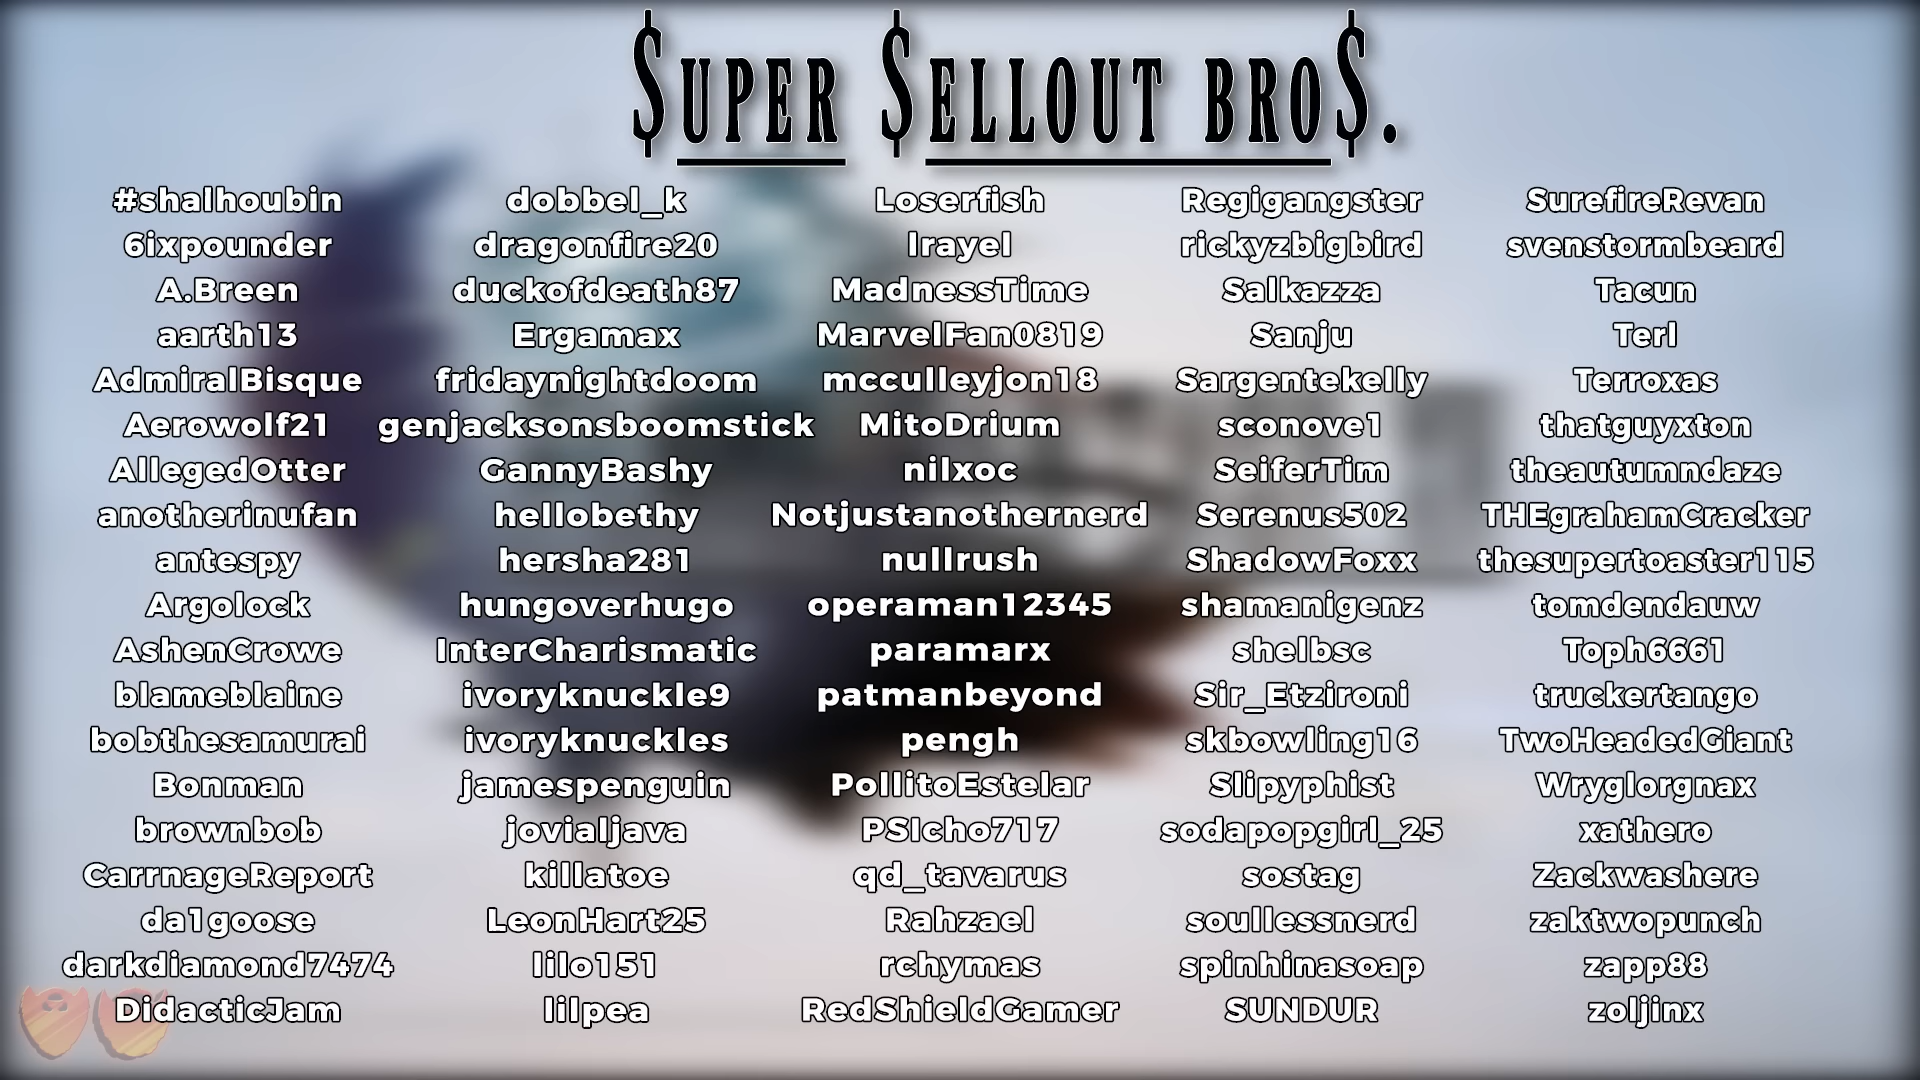 $UPER $ELLOUT BRO$.
#shalhoubin
6ixpounder
A.Breen
aarth13
AdmiralBisque
Aerowolf21
AllegedOtter
anotherinufan
antespy
Argolock
AshenCrowe
blameblaine
bobthesamurai
Bonman
brownbob
CarrnageReport
da1goose
darkdiamond7474
DidacticJam
dobbel_k
dragonfire20
duckofdeath87
Ergamax
fridaynightdoom
genjacksonsboomstick
GannyBashy
hellobethy
hersha281
hungoverhugo
InterCharismatic
ivoryknuckle9
ivoryknuckles
jamespenguin
jovialjava
killatoe
LeonHart25
lilo151
lilpea
Loserfish
lrayel
MadnessTime
MarvelFan0819
mcculleyjon18
MitoDrium
nilxoc
Notjustanothernerd
nullrush
operaman12345
paramarx
patmanbeyond
pengh
PollitoEstelar
PSIcho717
qd_tavarus
Rahzael
rchymas
RedShieldGamer
Regigangster
rickyzbigbird
Salkazza
Sanju
Sargentekelly
sconove1
SeiferTim
Serenus502
ShadowFoxx
shamanigenz
shelbsc
Sir_Etzironi
skbowling16
Slipyphist
sodapopgirl_25
sostag
soullessnerd
spinhinasoap
SUNDUR
SurefireRevan
svenstormbeard
Tacun
Terl
Terroxas
thatguyxton
theautumndaze
THEgrahamCracker
thesupertoaster115
tomdendauw
Toph6661
truckertango
TwoHeadedGiant
Wryglorgnax
xathero
Zackwashere
zaktwopunch
zapp88
zoljinx